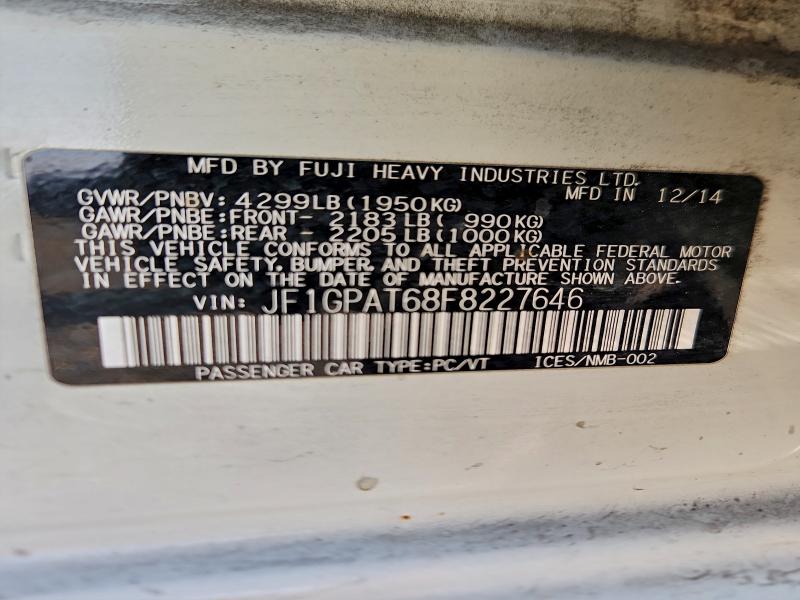 MFD BY FUJI HEAVY INDUSTRIES LTD.
GVWR/PNBV: 4299LB (1950KG) MFD IN 12/14
GAWR/PNBE:FRONT- 2183LB ( 990KG)
GAWR/PNBE:REAR - 2205LB (1000KG)
THIS VEHICLE CONFORMS TO ALL APPLICABLE FEDERAL MOTOR
VEHICLE SAFETY, BUMPER, AND THEFT PREVENTION STANDARDS
IN EFFECT ON THE DATE OF MANUFACTURE SHOWN ABOVE.
VIN: JF1GPAT68F8227646
PASSENGER CAR TYPE:PC/VT ICES/NMB-002